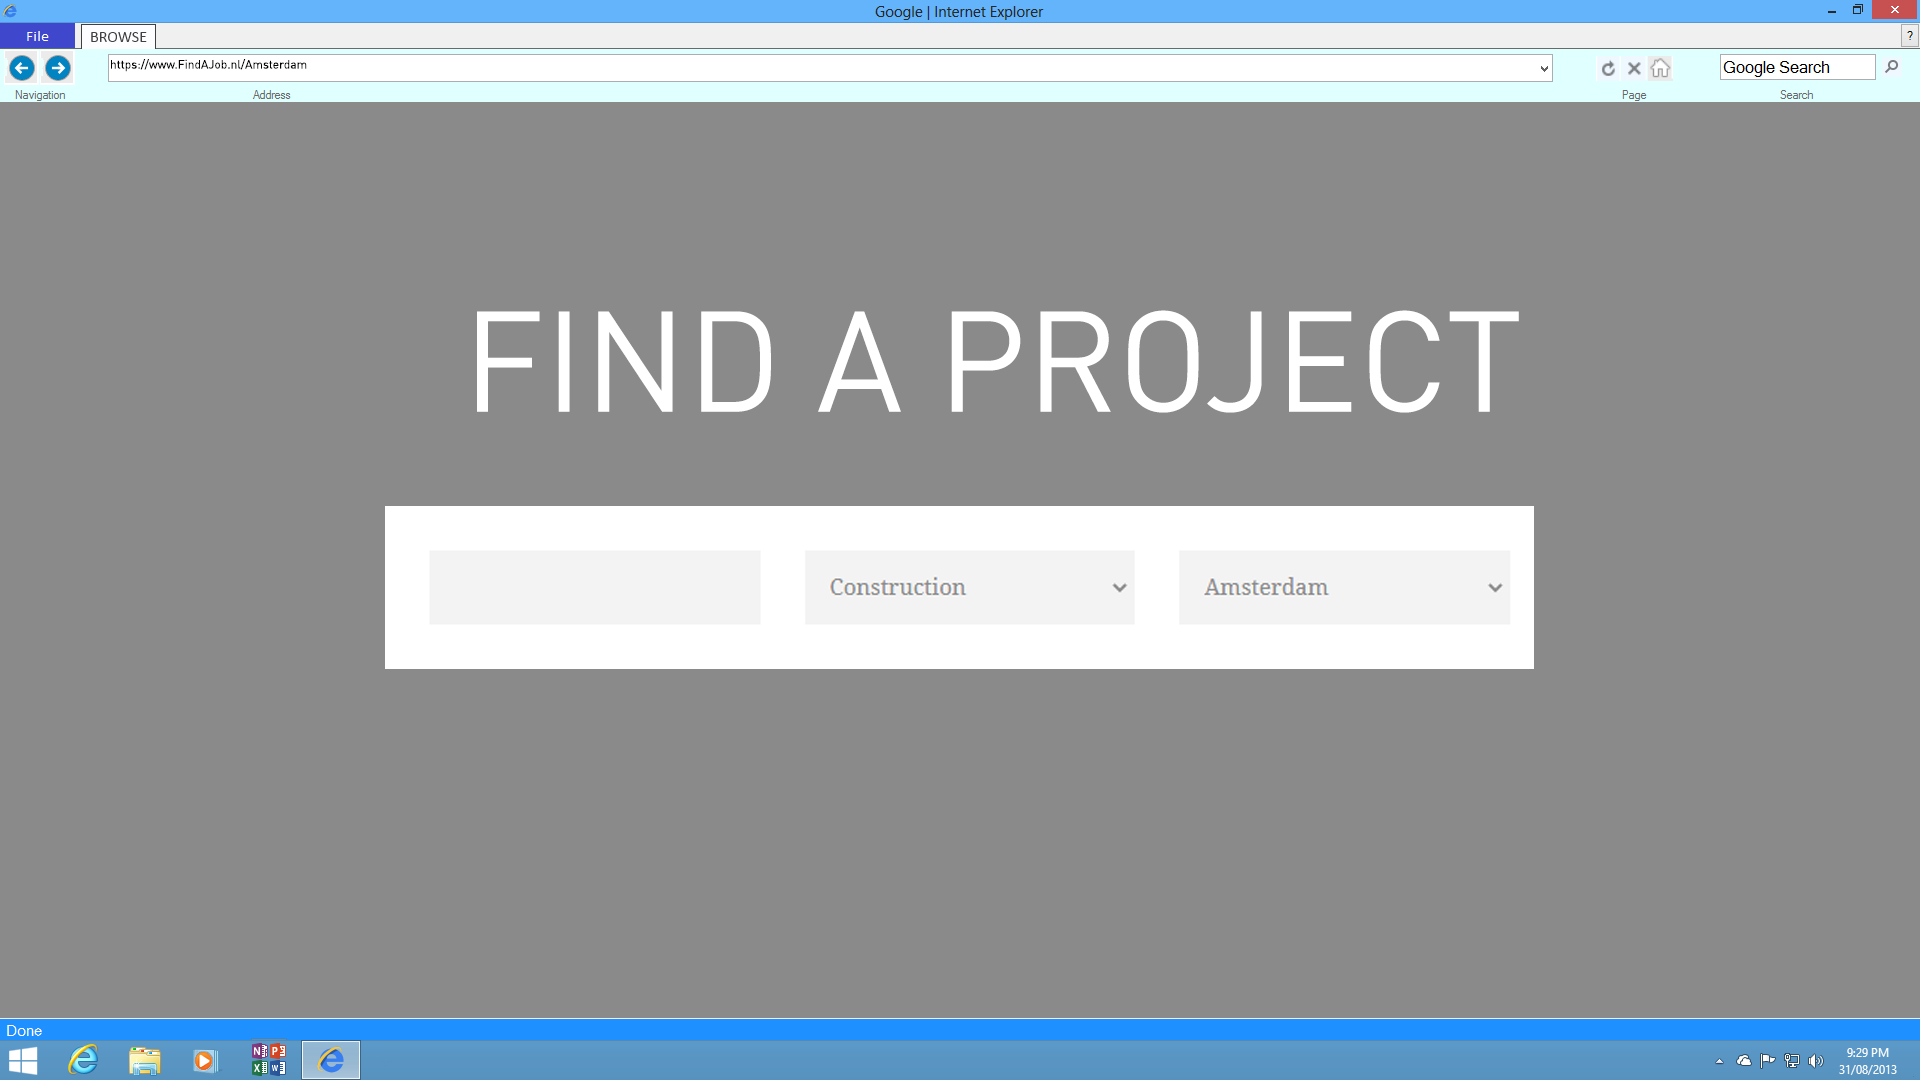 Google | Internet Explorer
File
BROWSE
?
https://www.FindAJob.nl/Amsterdam
Google Search
Navigation
Address
Page
Search
FIND A PROJECT
Construction
Amsterdam
Done
N P
X W
9:29 PM
31/08/2013